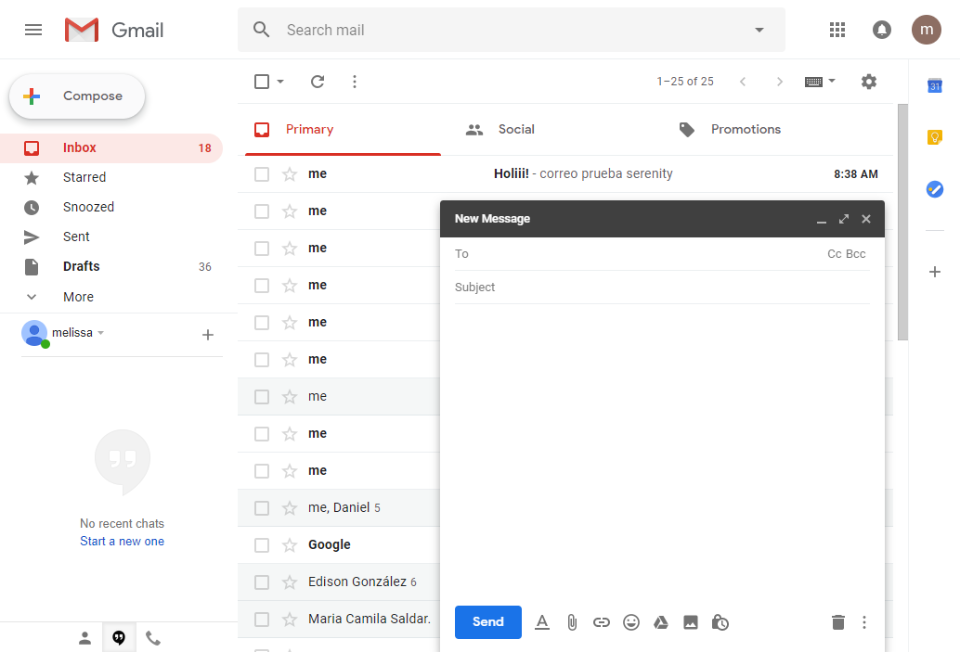 Gmail
Search mail
m
Compose
1–25 of 25
31
Primary
Social
Promotions
Inbox 18
Starred
Snoozed
Sent
Drafts 36
More
melissa
No recent chats
Start a new one
me Holiii! - correo prueba serenity 8:38 AM
me
me
me
me
me
me
me
me
me, Daniel 5
Google
Edison González 6
Maria Camila Saldar.
New Message
To Cc Bcc
Subject
Send